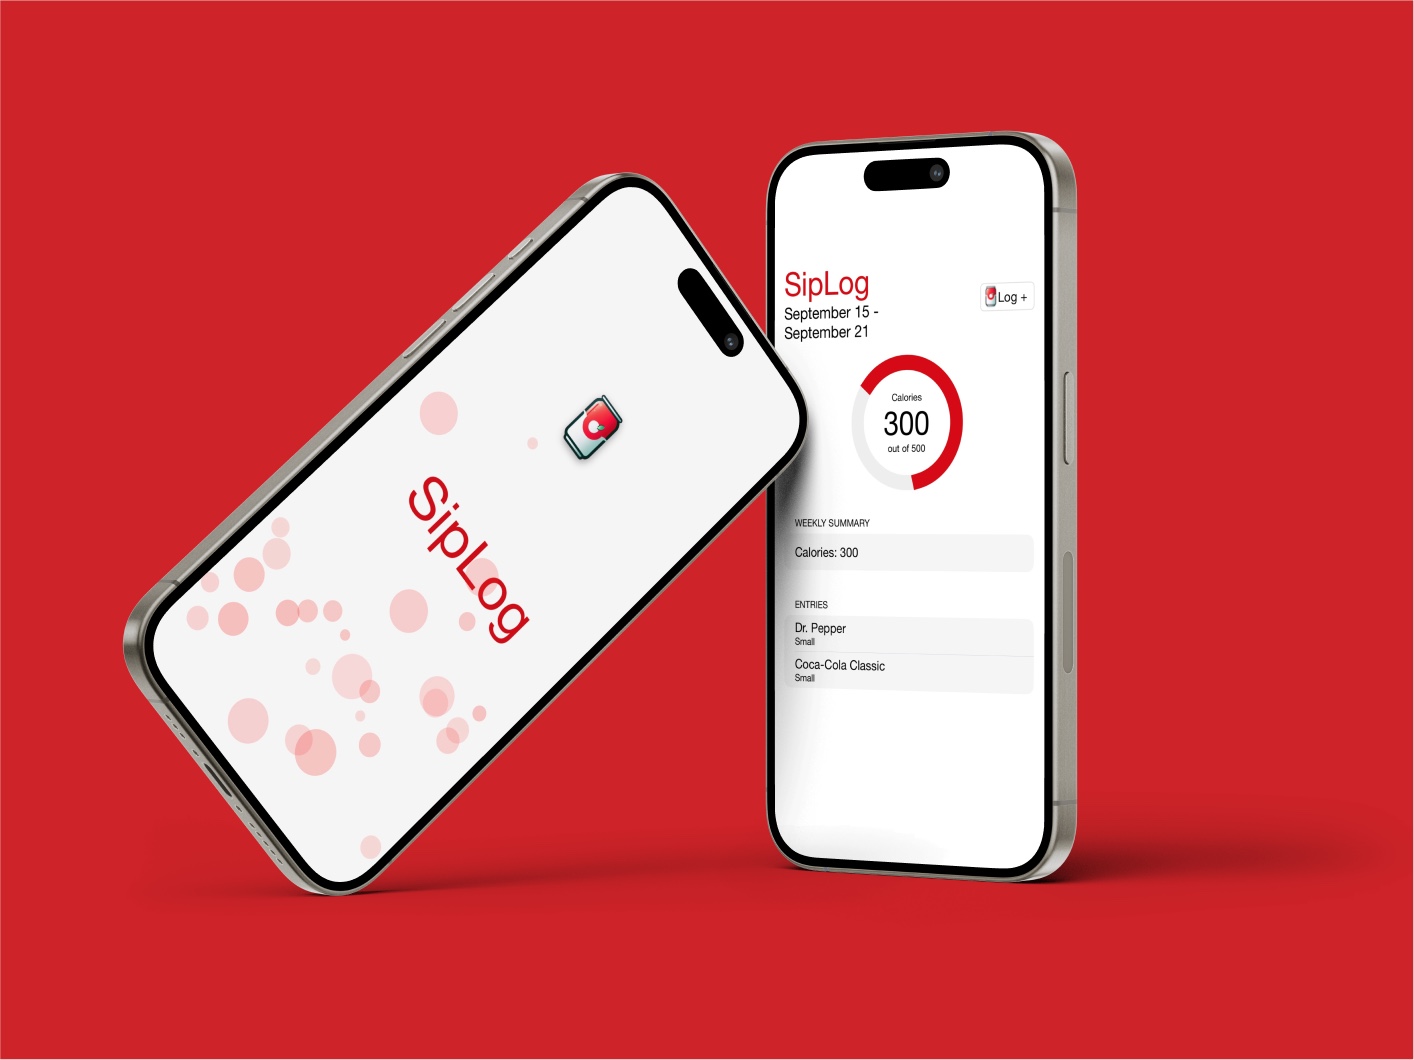 SipLog
SipLog
Log +
September 15 -
September 21
Calories
300
out of 500
WEEKLY SUMMARY
Calories: 300
ENTRIES
Dr. Pepper
Small
Coca-Cola Classic
Small